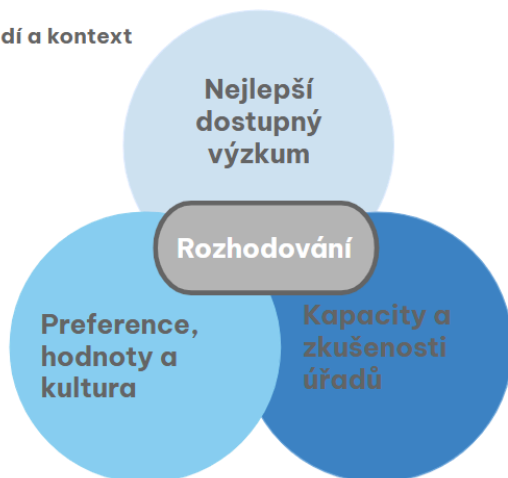 dí a kontext
Nejlepší
dostupný
výzkum
Rozhodování
Preference,
hodnoty a
kultura
Kapacity a
zkušenosti
úřadů